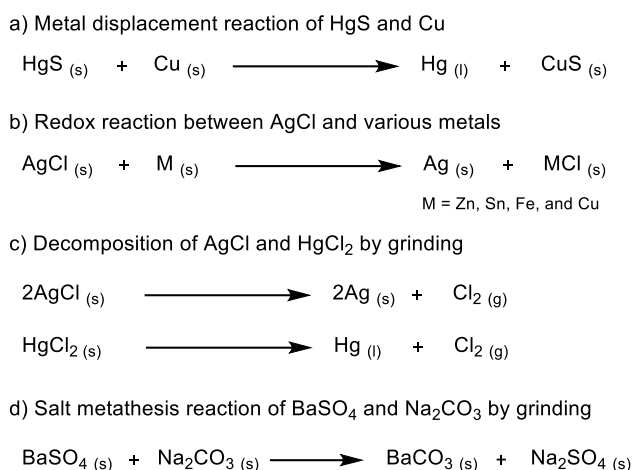 a) Metal displacement reaction of HgS and Cu
HgS (s) + Cu (s) Hg (l) + CuS (s)
b) Redox reaction between AgCl and various metals
AgCl (s) + M (s) Ag (s) + MCl (s)
M = Zn, Sn, Fe, and Cu
c) Decomposition of AgCl and HgCl2 by grinding
2AgCl (s) 2Ag (s) + Cl2 (g)
HgCl2 (s) Hg (l) + Cl2 (g)
d) Salt metathesis reaction of BaSO4 and Na2CO3 by grinding
BaSO4 (s) + Na2CO3 (s) BaCO3 (s) + Na2SO4 (s)